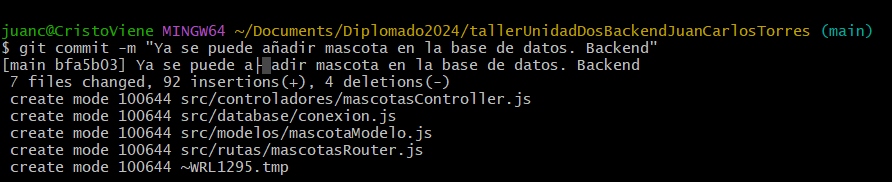 juanc@CristoViene MINGW64 ~/Documents/Diplomado2024/tallerUnidadDosBackendJuanCarlosTorres (main)
$ git commit -m "Ya se puede añadir mascota en la base de datos. Backend"
[main bfa5b03] Ya se puede a├▒adir mascota en la base de datos. Backend
 7 files changed, 92 insertions(+), 4 deletions(-)
 create mode 100644 src/controladores/mascotasController.js
 create mode 100644 src/database/conexion.js
 create mode 100644 src/modelos/mascotaModelo.js
 create mode 100644 src/rutas/mascotasRouter.js
 create mode 100644 ~WRL1295.tmp